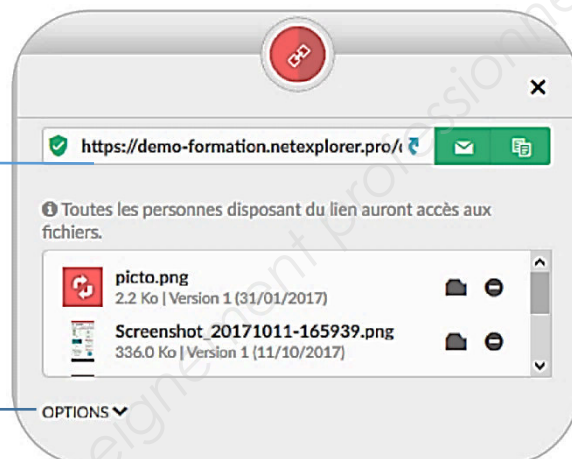 https://demo-formation.netexplorer.pro/
Toutes les personnes disposant du lien auront accès aux
fichiers.
picto.png
2.2 Ko | Version 1 (31/01/2017)
Screenshot_20171011-165939.png
336.0 Ko | Version 1 (11/10/2017)
OPTIONS